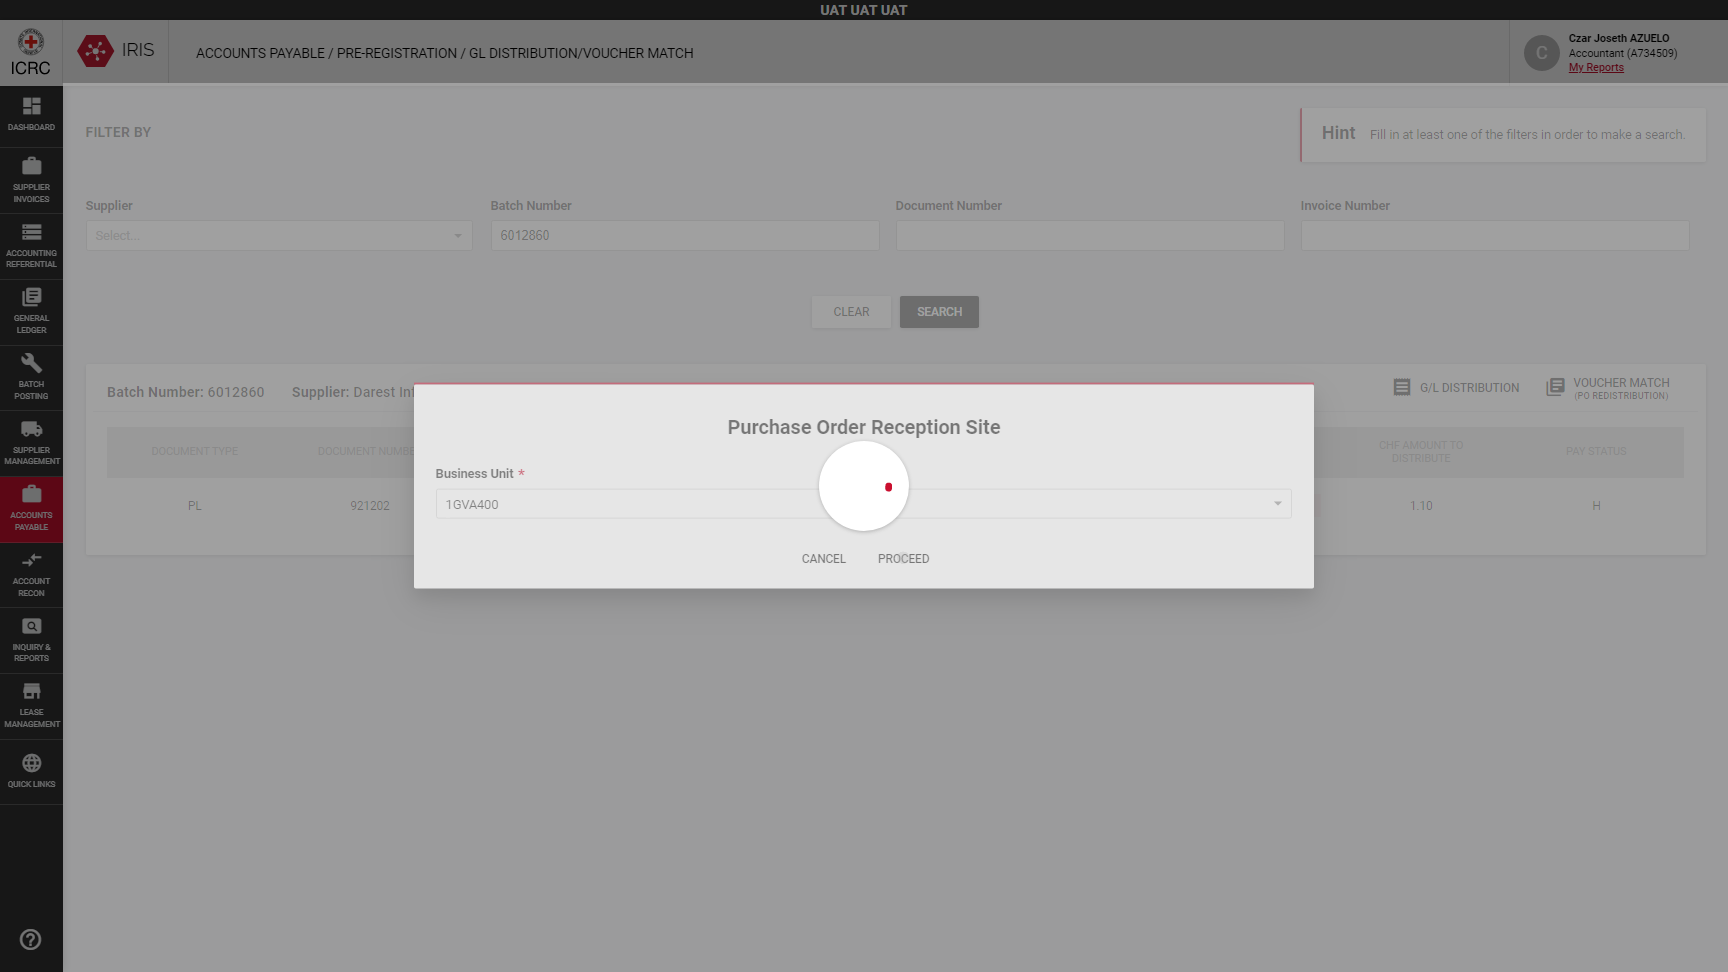 UAT UAT UAT
ICRC
IRIS
ACCOUNTS PAYABLE / PRE-REGISTRATION / GL DISTRIBUTION/VOUCHER MATCH
C
Czar Joseth AZUELO
Accountant (A734509)
My Reports
DASHBOARD
SUPPLIER
INVOICES
ACCOUNTING
REFERENTIAL
GENERAL
LEDGER
BATCH
POSTING
SUPPLIER
MANAGEMENT
ACCOUNTS
PAYABLE
ACCOUNT
RECON
INQUIRY &
REPORTS
LEASE
MANAGEMENT
QUICK LINKS
FILTER BY
Hint Fill in at least one of the filters in order to make a search.
Supplier Batch Number Document Number Invoice Number
Select... 6012860
CLEAR SEARCH
Batch Number: 6012860 Supplier: Darest
G/L DISTRIBUTION
VOUCHER MATCH
(PO REDISTRIBUTION)
DOCUMENT TYPE DOCUMENT
CHF AMOUNT TO
DISTRIBUTE
PAY STATUS
PL 921202 1.10 H
Purchase Order Reception Site
Business Unit *
1GVA400
CANCEL PROCEED